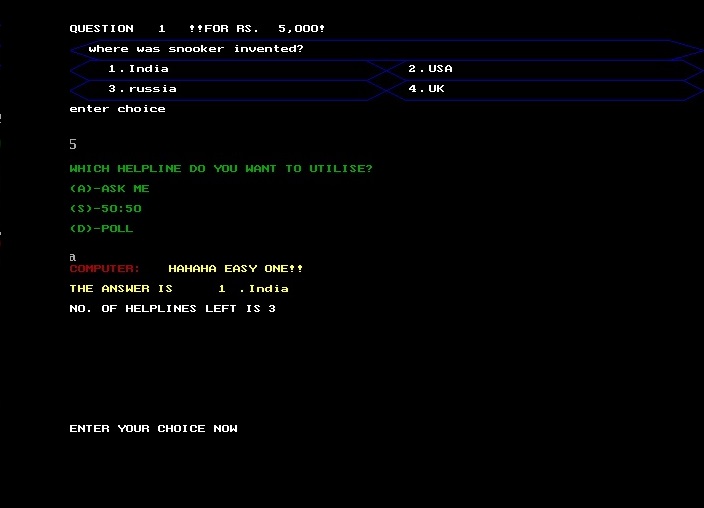 QUESTION 1 !!FOR RS. 5,000!
where was snooker invented?
1.India 2.USA
3.russia 4.UK
enter choice
5
WHICH HELPLINE DO YOU WANT TO UTILISE?
(A)-ASK ME
(S)-50:50
(D)-POLL
a
COMPUTER: HAHAHA EASY ONE!!
THE ANSWER IS 1 .India
NO. OF HELPLINES LEFT IS 3
ENTER YOUR CHOICE NOW